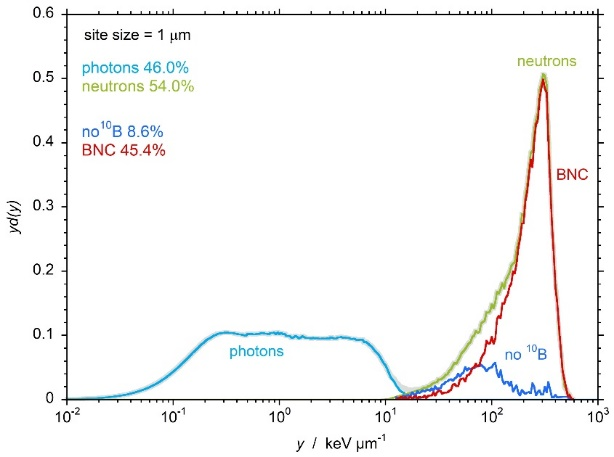 0.6
site size = 1 μm
photons 46.0%
neutrons 54.0%
neutrons
0.5
no¹⁰B 8.6%
BNC 45.4%
0.4
BNC
0.3
yd(y)
0.2
0.1
photons
no ¹⁰B
0
10⁻² 10⁻¹ 10⁰ 10¹ 10² 10³
y / keV μm⁻¹